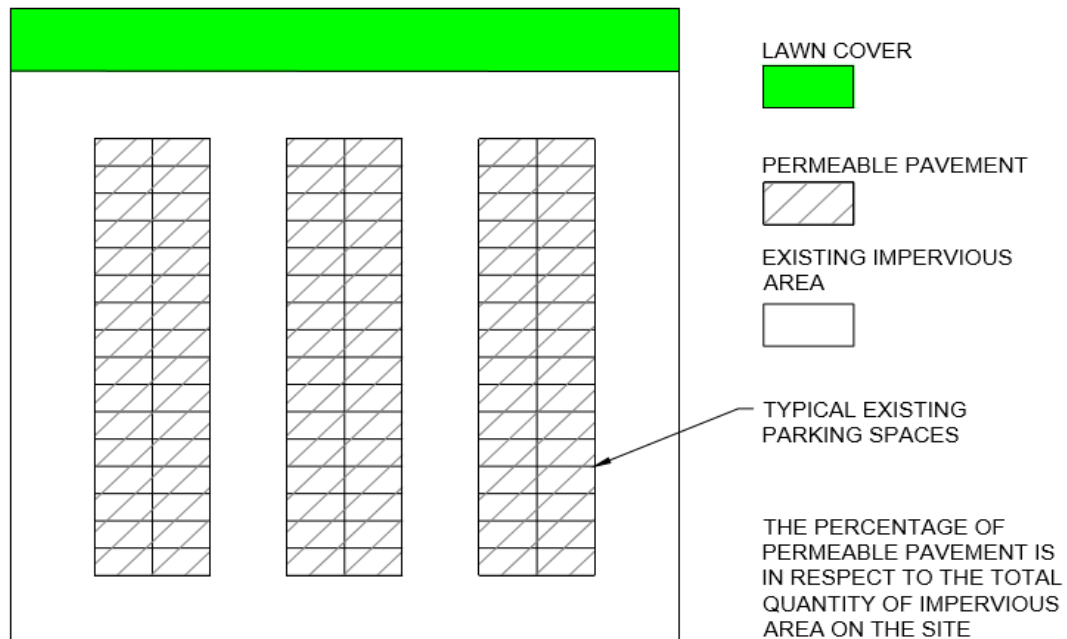 LAWN COVER
PERMEABLE PAVEMENT
EXISTING IMPERVIOUS
AREA
TYPICAL EXISTING
PARKING SPACES
THE PERCENTAGE OF
PERMEABLE PAVEMENT IS
IN RESPECT TO THE TOTAL
QUANTITY OF IMPERVIOUS
AREA ON THE SITE